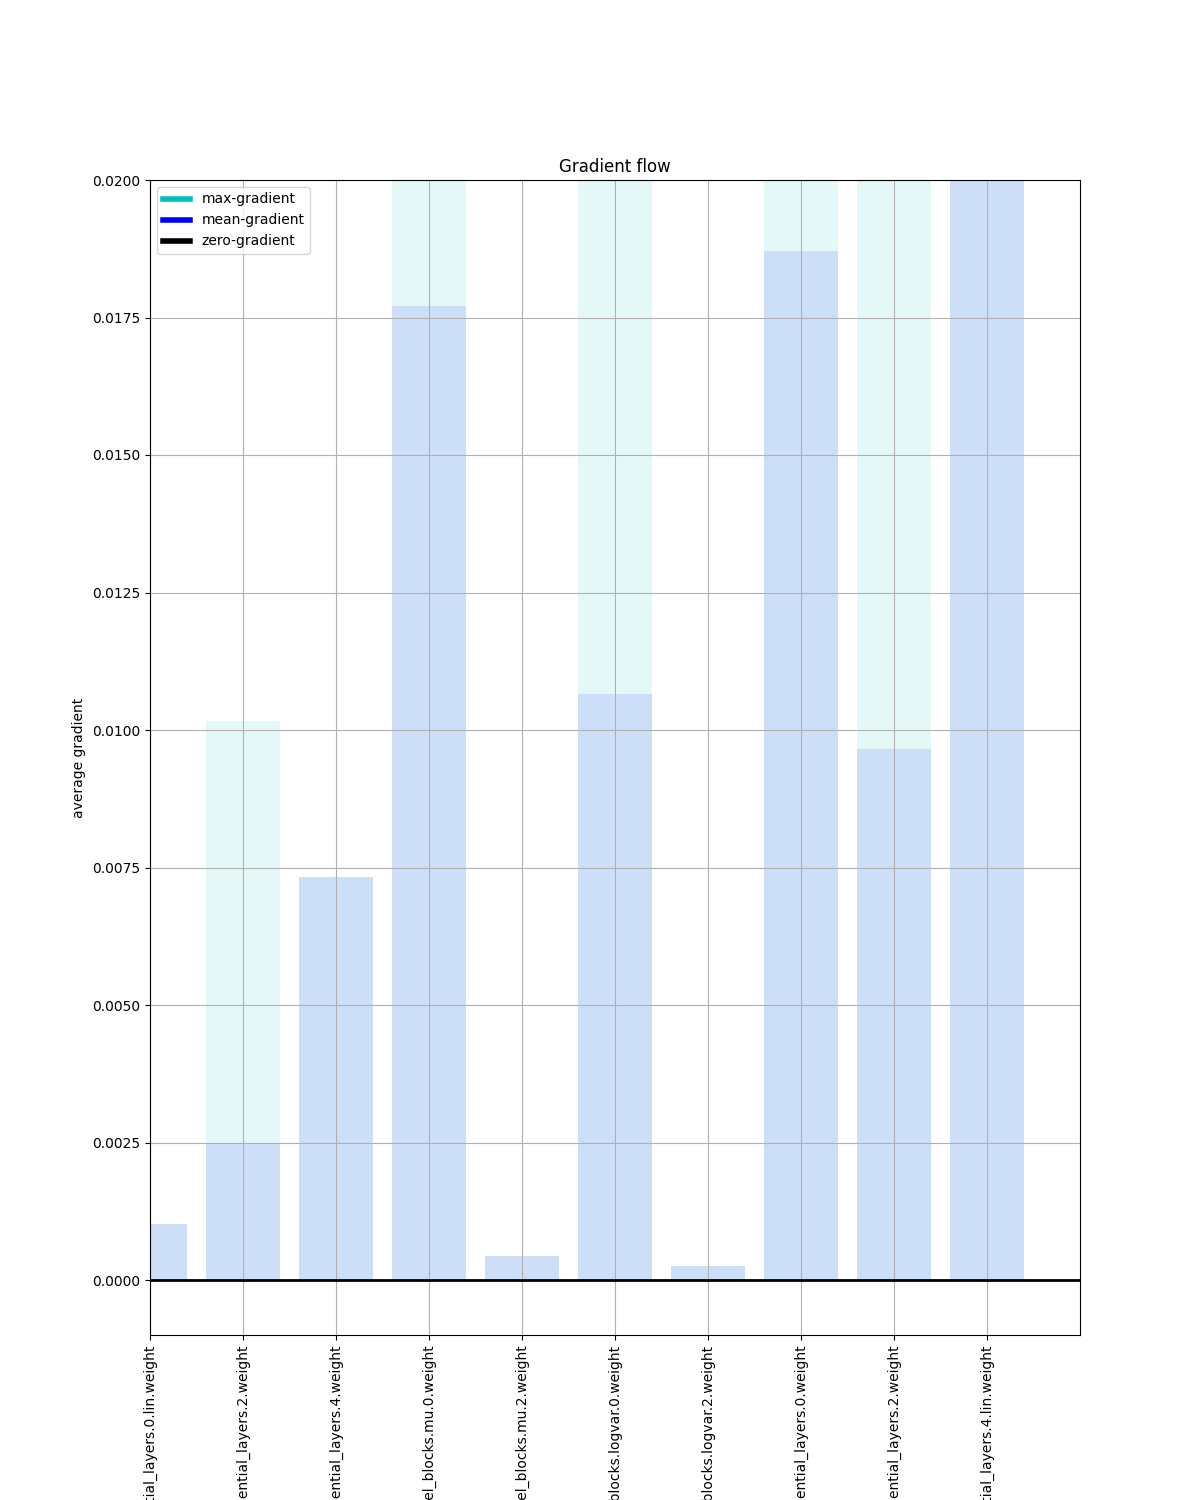 Gradient flow
max-gradient
mean-gradient
zero-gradient
0.0200
0.0175
0.0150
0.0125
0.0100
0.0075
0.0050
0.0025
0.0000
average gradient
tial_layers.0.lin.weight
ential_layers.2.weight
ential_layers.4.weight
el_blocks.mu.0.weight
el_blocks.mu.2.weight
blocks.logvar.0.weight
blocks.logvar.2.weight
ential_layers.0.weight
ential_layers.2.weight
tial_layers.4.lin.weight